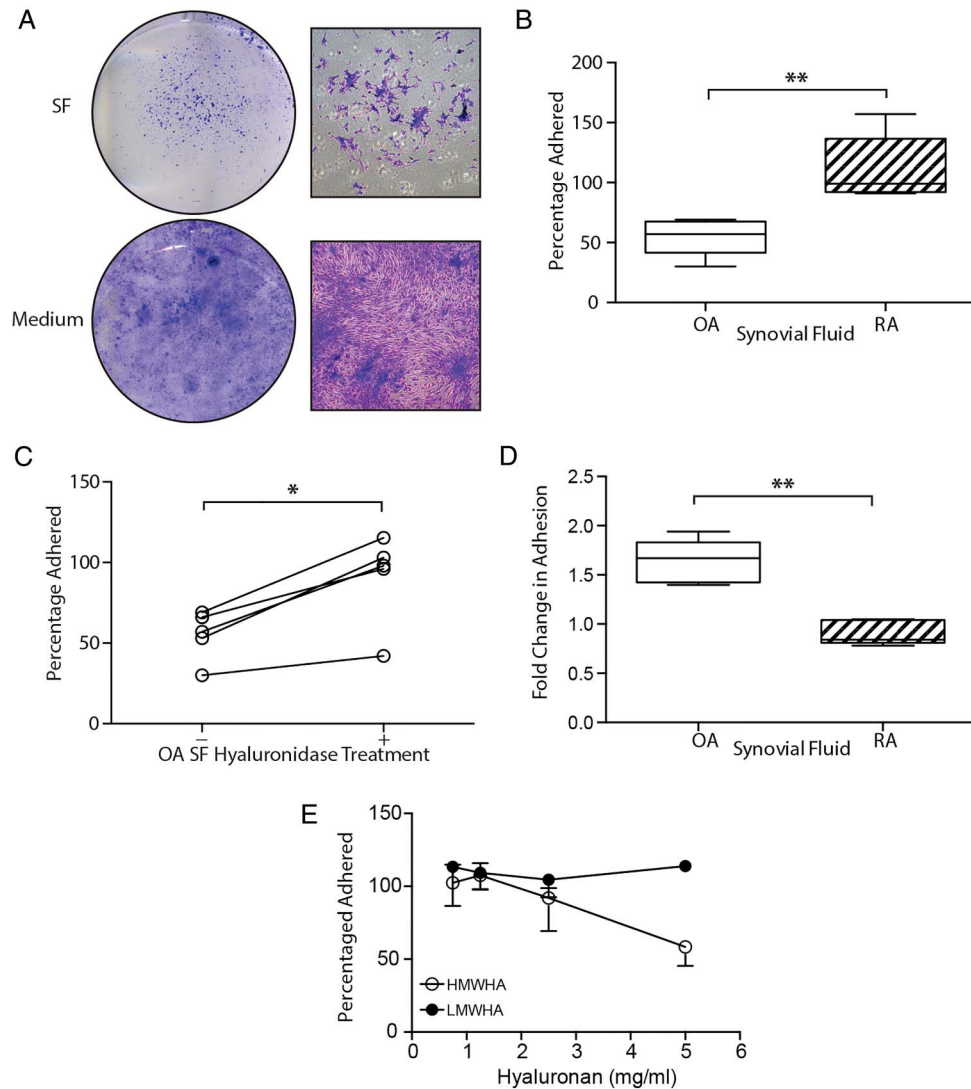 A
SF
Medium
B
Percentage Adhered
200
150
100
50
0
**
OA
RA
Synovial Fluid
C
Percentage Adhered
150
100
50
0
*
–
+
OA SF Hyaluronidase Treatment
D
Fold Change in Adhesion
2.5
2.0
1.5
1.0
0.5
0.0
**
OA
RA
Synovial Fluid
E
Percentaged Adhered
150
100
50
0
HMWHA
LMWHA
0 1 2 3 4 5 6
Hyaluronan (mg/ml)